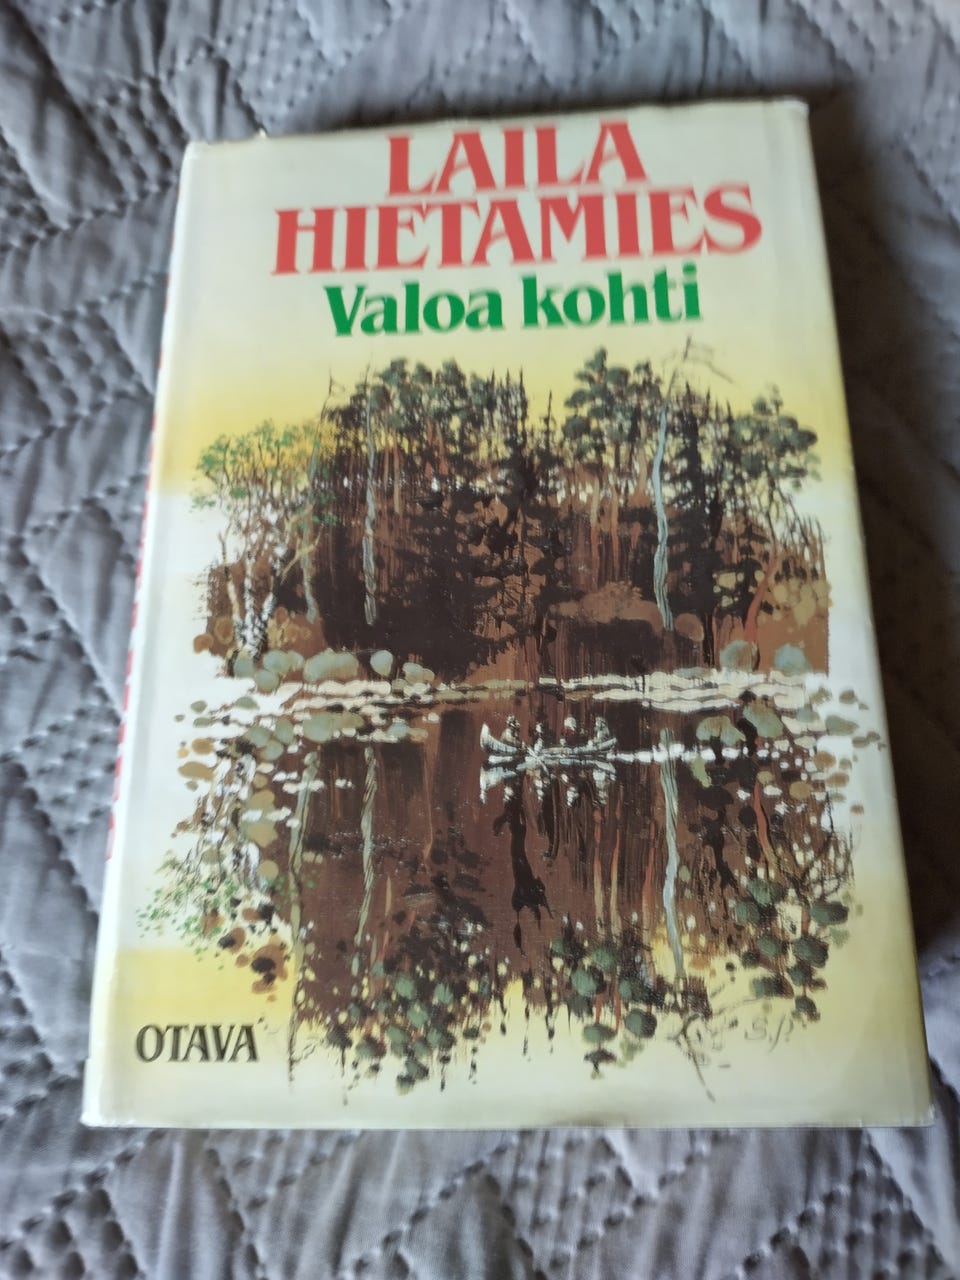 LAILA
HIETAMIES
Valoa kohti
S.P.
OTAVA